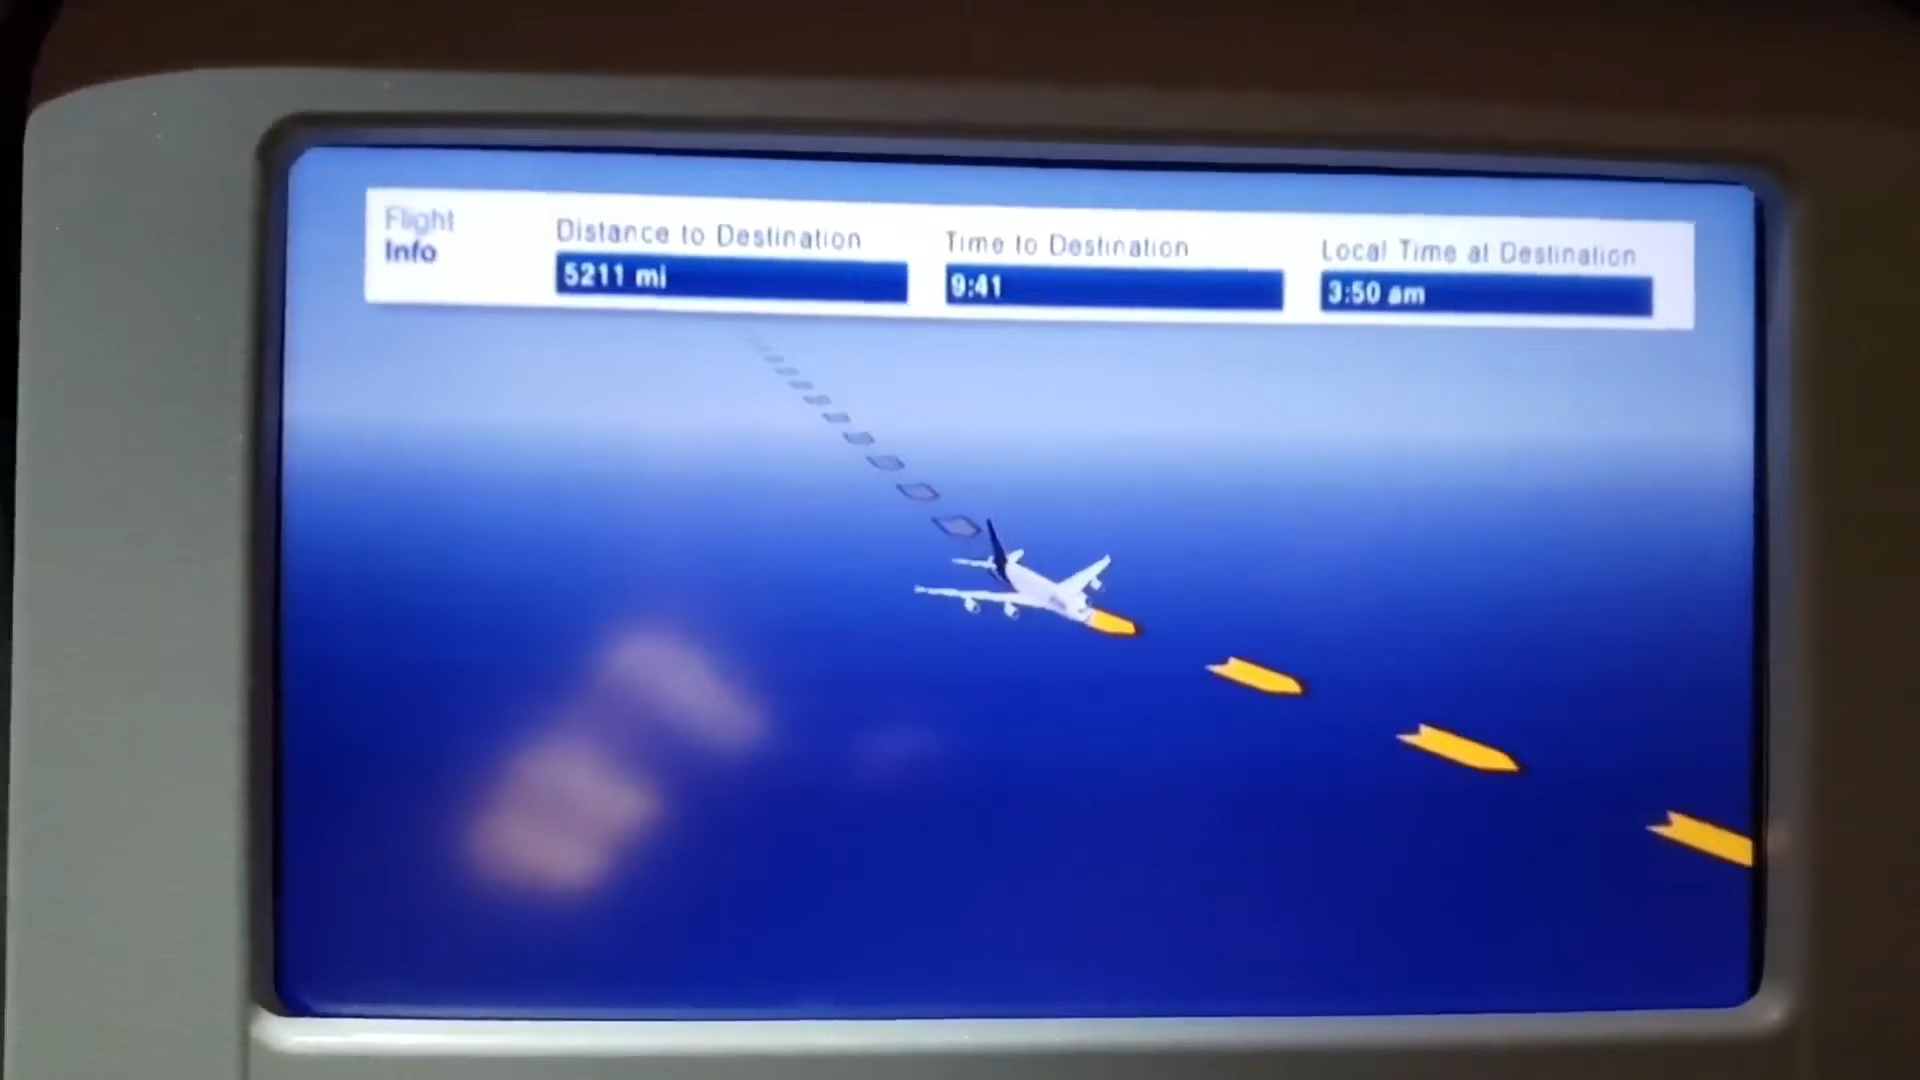 Flight
Info
Distance to Destination
5211 mi
Time to Destination
9:41
Local Time at Destination
3:50 am